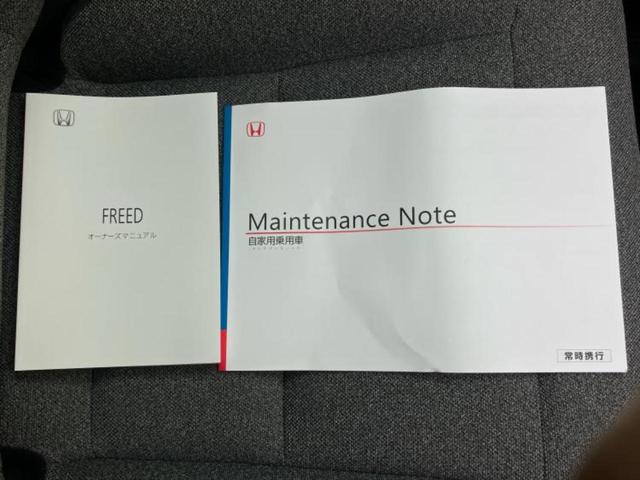 FREED
オーナーズマニュアル
Maintenance Note
自家用乗用車
常時携行